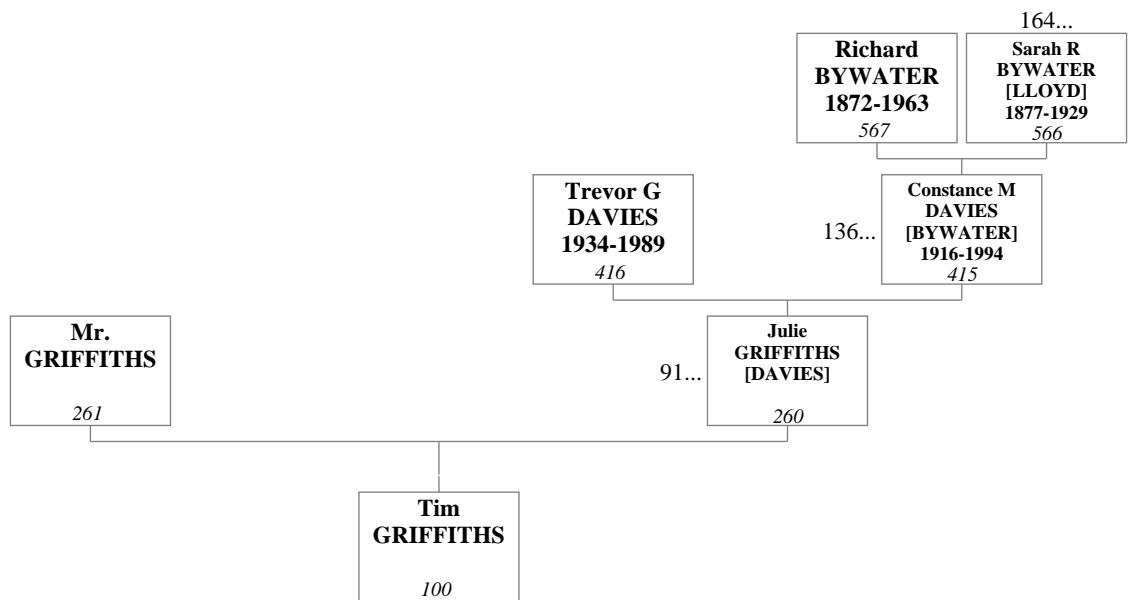 164...
Richard
BYWATER
1872-1963
567
Sarah R
BYWATER
[LLOYD]
1877-1929
566
Trevor G
DAVIES
1934-1989
416
136...
Constance M
DAVIES
[BYWATER]
1916-1994
415
Mr.
GRIFFITHS
261
91...
Julie
GRIFFITHS
[DAVIES]
260
Tim
GRIFFITHS
100